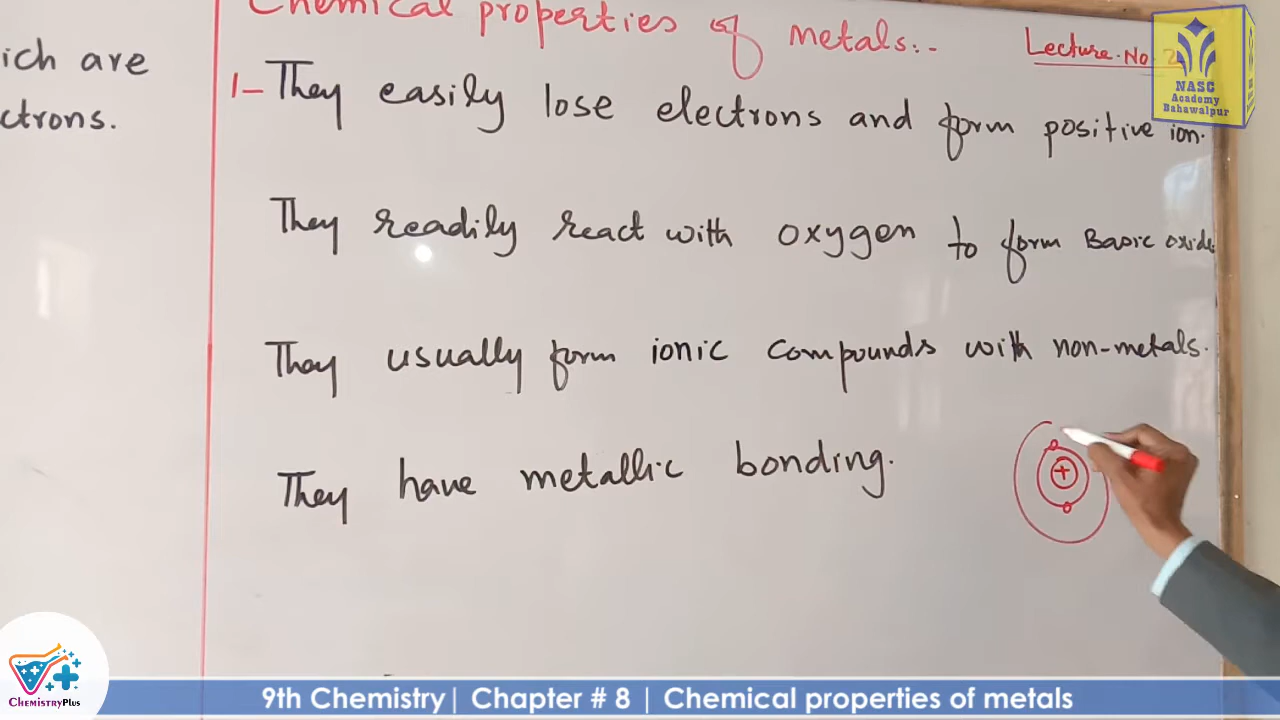 ich are
ctrons.
Chemical properties of metals:-
Lecture No. 2
1- They easily lose electrons and form positive ion.
They readily react with oxygen to form Basic oxide
They usually form ionic compounds with non-metals.
They have metallic bonding.
+
NASC
Academy
Bahawalpur
ChemistryPlus
9th Chemistry| Chapter # 8 | Chemical properties of metals